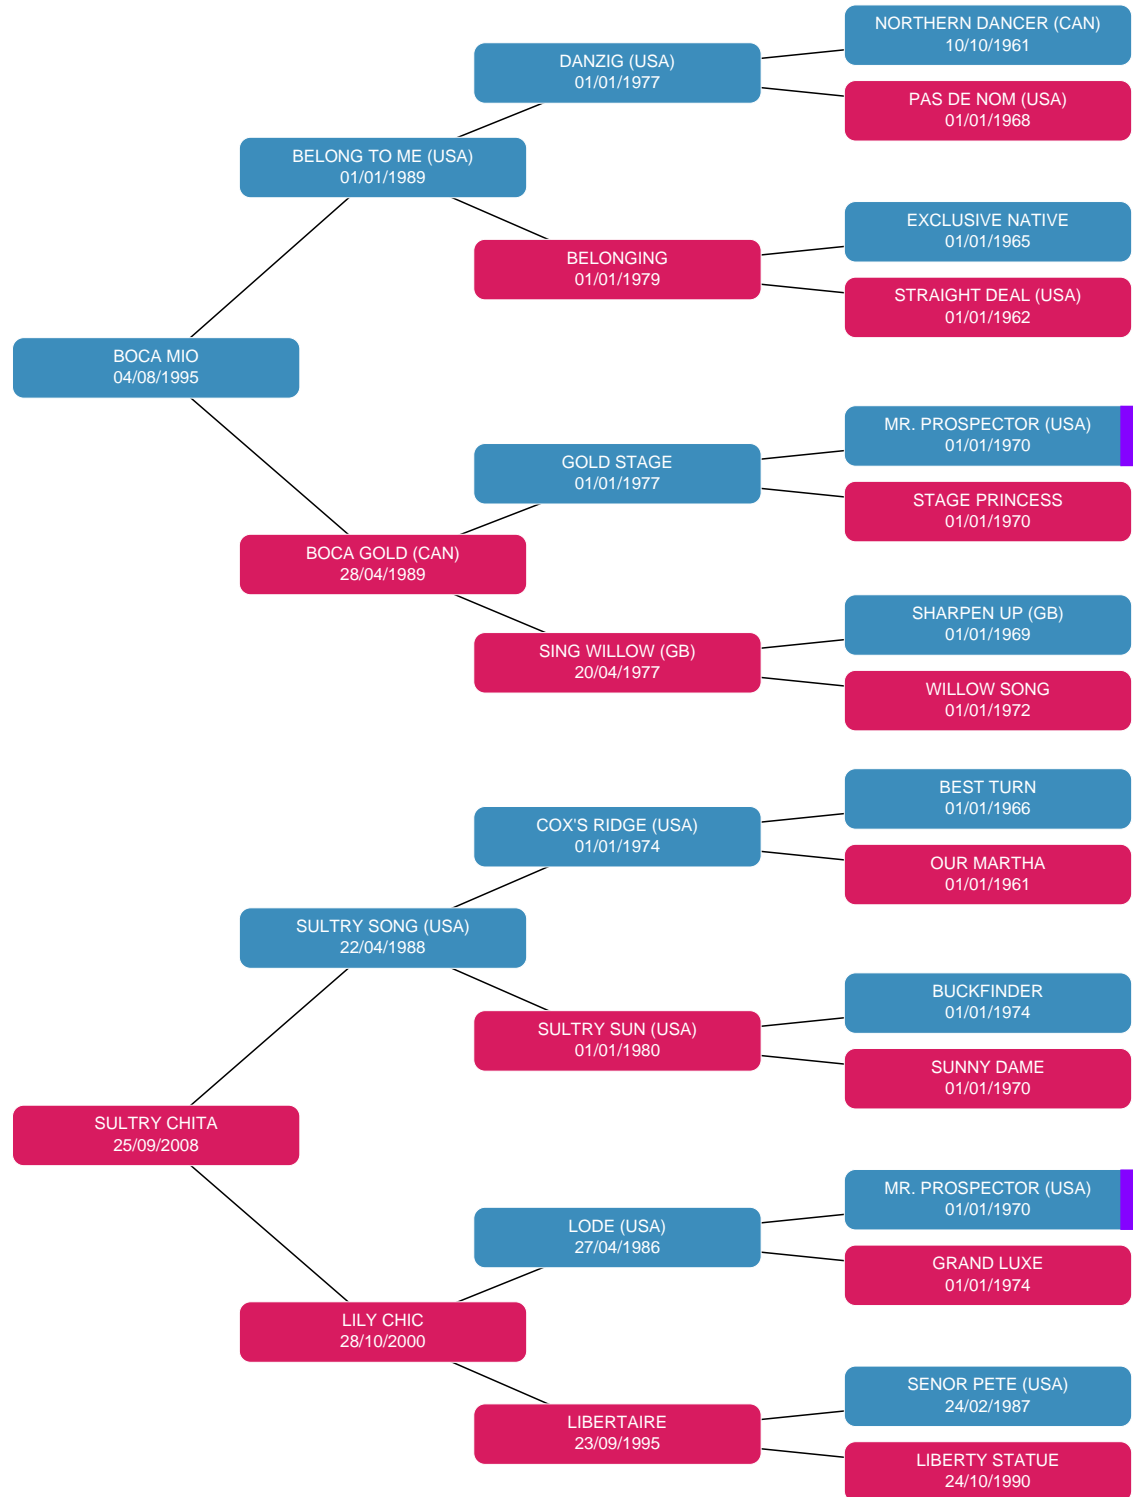 NORTHERN DANCER (CAN)
10/10/1961
DANZIG (USA)
01/01/1977
PAS DE NOM (USA)
01/01/1968
BELONG TO ME (USA)
01/01/1989
EXCLUSIVE NATIVE
01/01/1965
BELONGING
01/01/1979
STRAIGHT DEAL (USA)
01/01/1962
BOCA MIO
04/08/1995
MR. PROSPECTOR (USA)
01/01/1970
GOLD STAGE
01/01/1977
STAGE PRINCESS
01/01/1970
BOCA GOLD (CAN)
28/04/1989
SHARPEN UP (GB)
01/01/1969
SING WILLOW (GB)
20/04/1977
WILLOW SONG
01/01/1972
BEST TURN
01/01/1966
COX'S RIDGE (USA)
01/01/1974
OUR MARTHA
01/01/1961
SULTRY SONG (USA)
22/04/1988
BUCKFINDER
01/01/1974
SULTRY SUN (USA)
01/01/1980
SUNNY DAME
01/01/1970
SULTRY CHITA
25/09/2008
MR. PROSPECTOR (USA)
01/01/1970
LODE (USA)
27/04/1986
GRAND LUXE
01/01/1974
LILY CHIC
28/10/2000
SENOR PETE (USA)
24/02/1987
LIBERTAIRE
23/09/1995
LIBERTY STATUE
24/10/1990